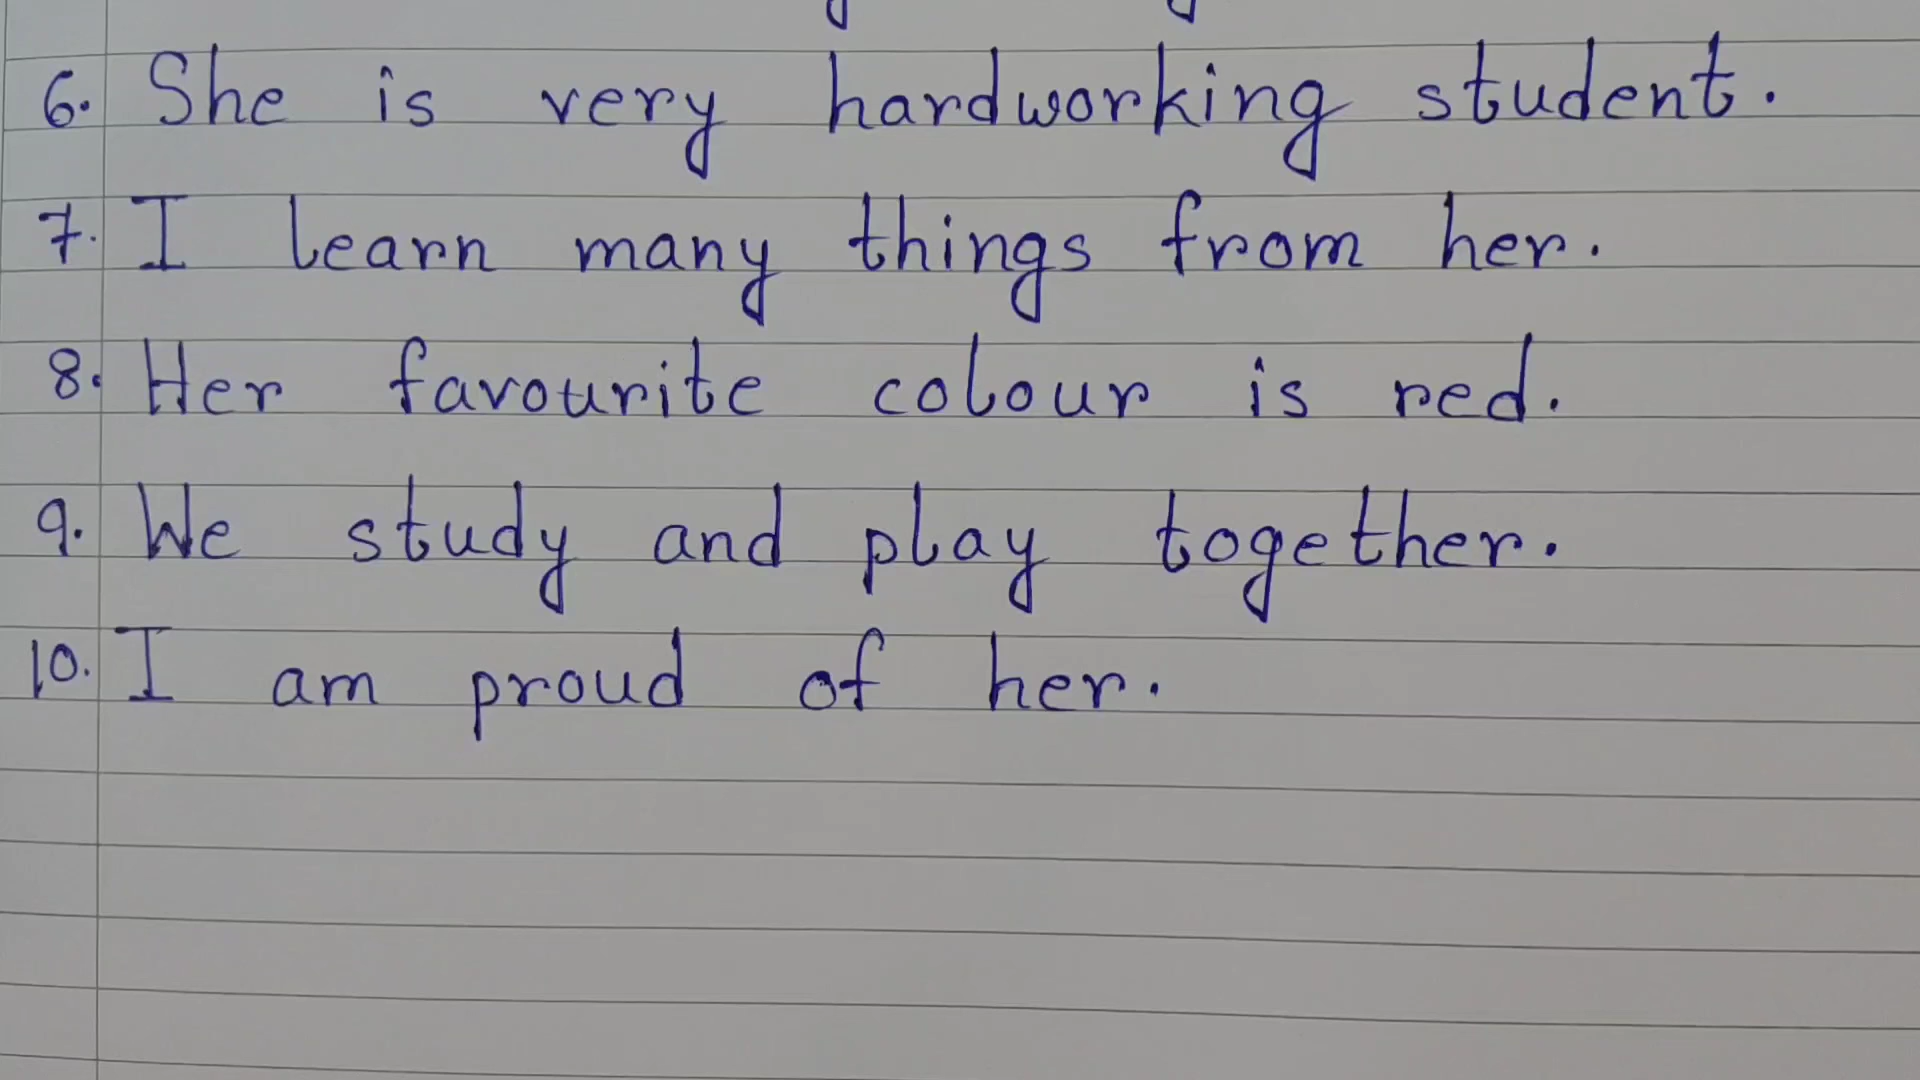 6. She is very hardworking student.
7. I learn many things from her.
8. Her favourite colour is red.
9. We study and play together.
10. I am proud of her.